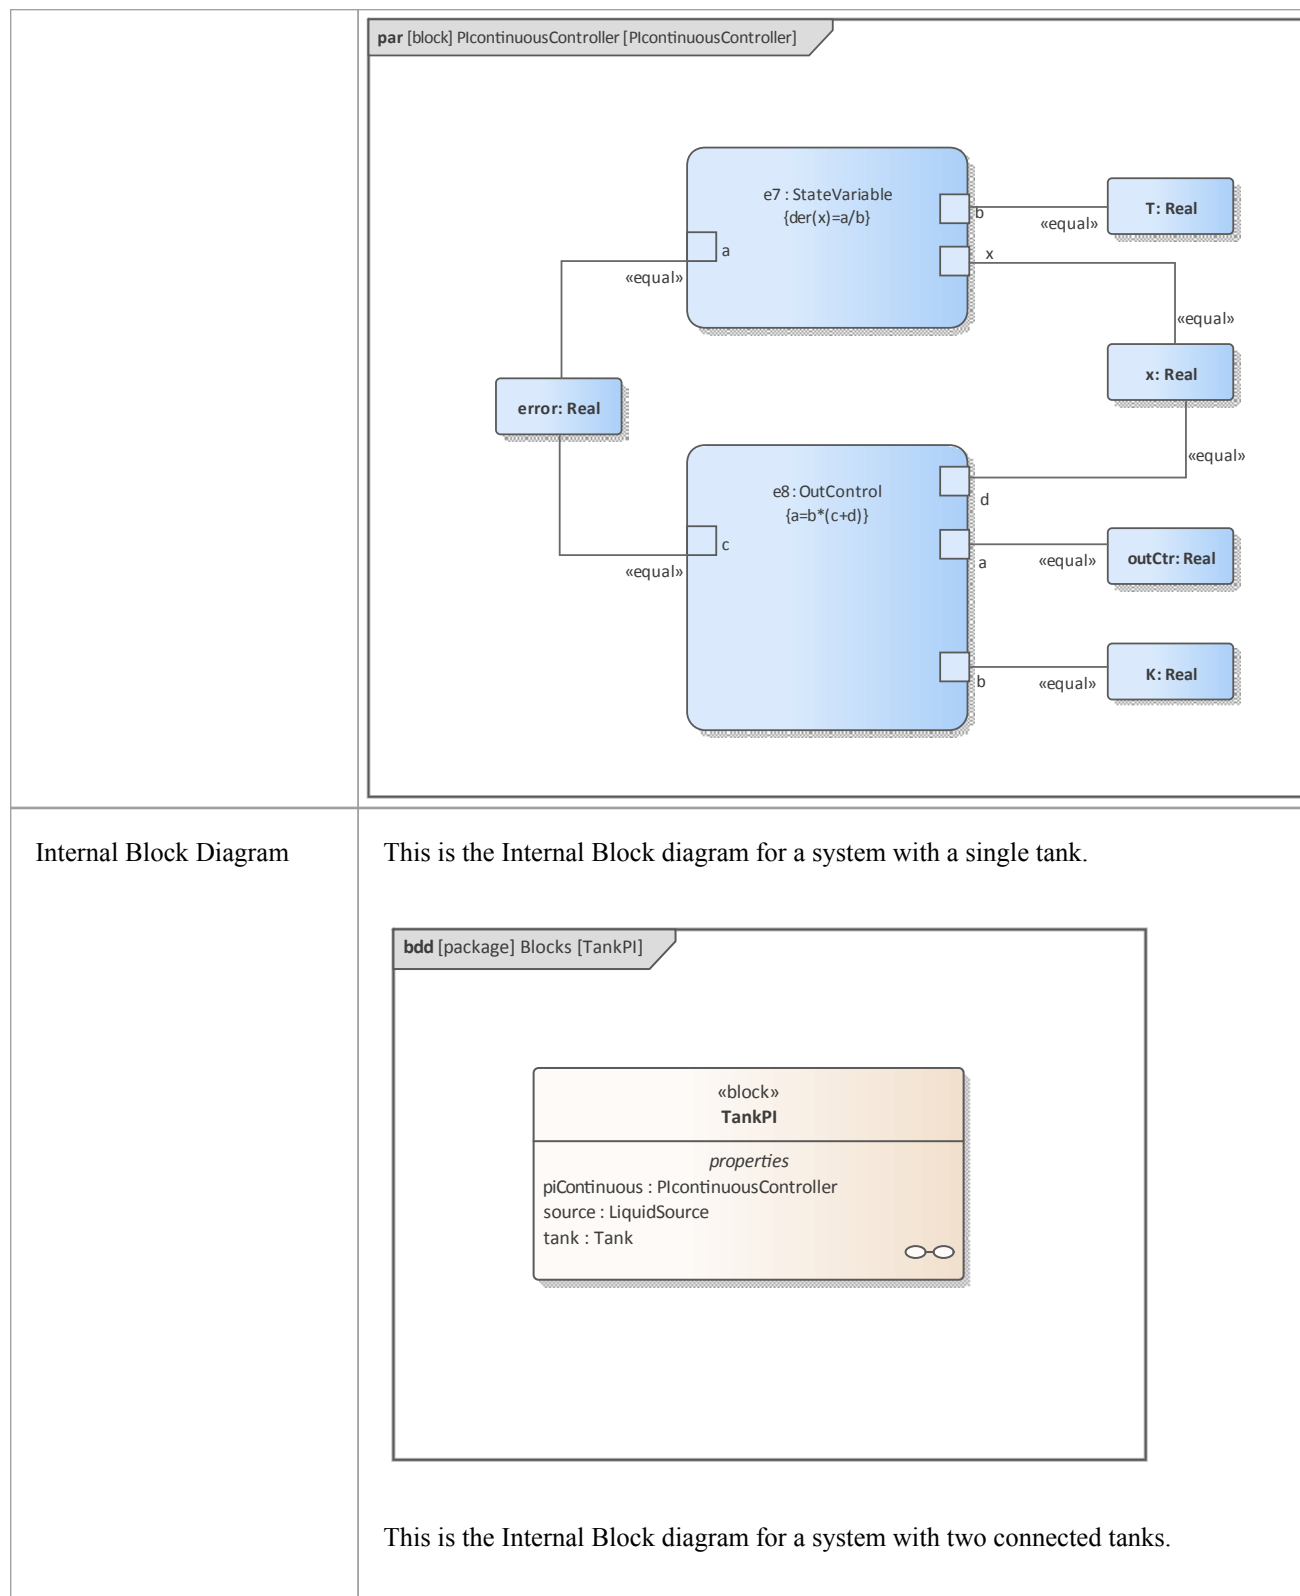 par [block] PIcontinuousController [PIcontinuousController]
e7 : StateVariable
{der(x)=a/b}
b
«equal»
T: Real
a
«equal»
x
«equal»
x: Real
error: Real
«equal»
e8 : OutControl
{a=b*(c+d)}
d
c
«equal»
a
«equal»
outCtr: Real
b
«equal»
K: Real
Internal Block Diagram
This is the Internal Block diagram for a system with a single tank.
bdd [package] Blocks [TankPI]
«block»
TankPI
properties
piContinuous : PIcontinuousController
source : LiquidSource
tank : Tank
This is the Internal Block diagram for a system with two connected tanks.